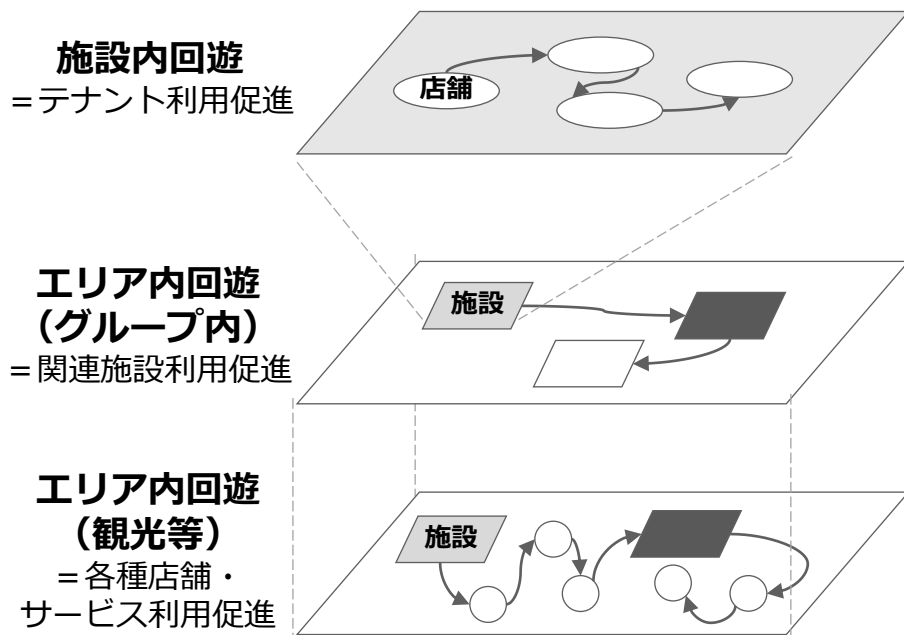 施設内回遊
＝テナント利用促進
店舗
エリア内回遊
（グループ内）
＝関連施設利用促進
施設
エリア内回遊
（観光等）
＝各種店舗・
サービス利用促進
施設